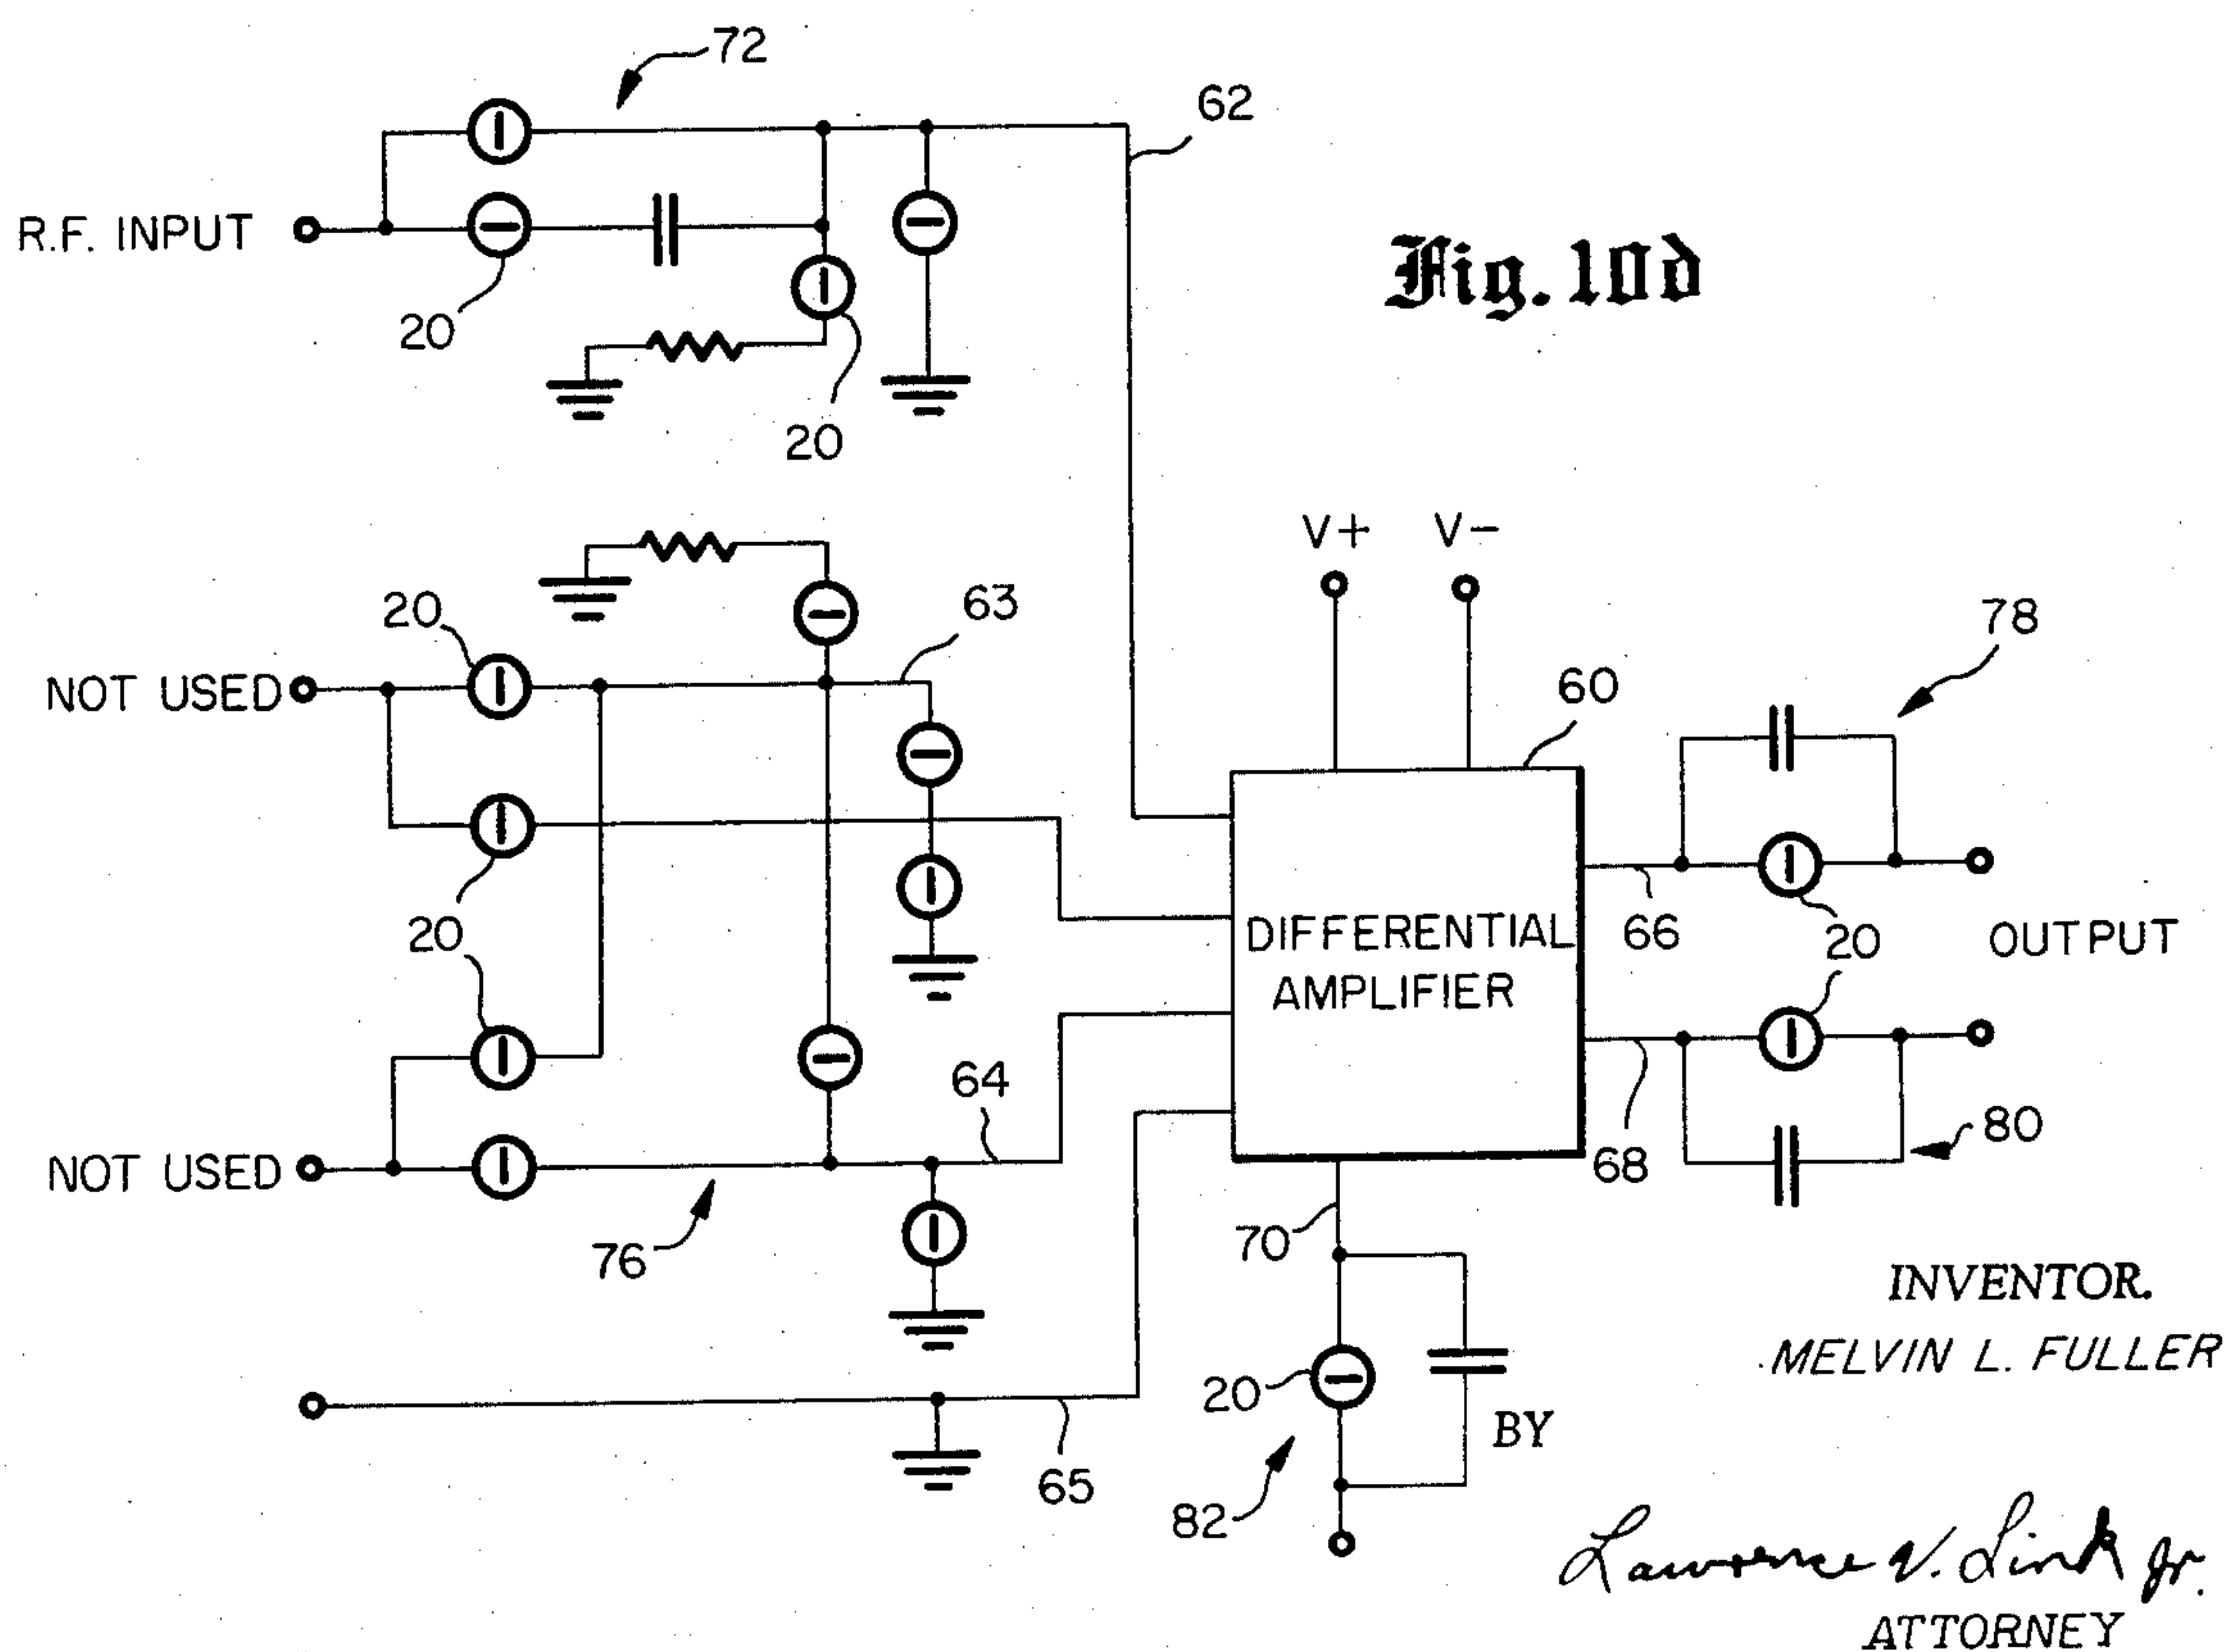 72
62
R.F. INPUT
20
20
Fig. 10d
V+ V-
63
20
78
NOT USED
60
20
DIFFERENTIAL
AMPLIFIER
66
20
OUTPUT
64
NOT USED
68
80
76
70
INVENTOR.
MELVIN L. FULLER
20
BY
65
82
Lawrence V. Link Jr.
ATTORNEY